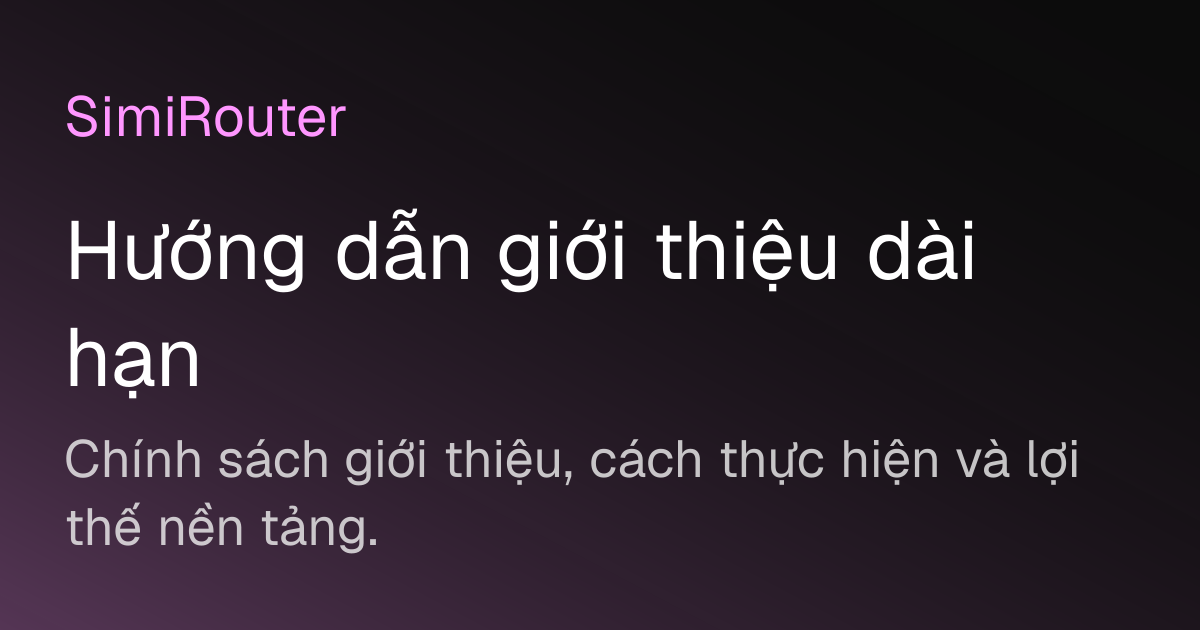 SimiRouter
Hướng dẫn giới thiệu dài
hạn
Chính sách giới thiệu, cách thực hiện và lợi
thế nền tảng.